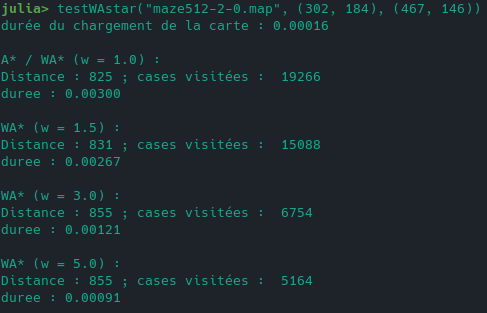 julia> testWAstar("maze512-2-0.map", (302, 184), (467, 146))
durée du chargement de la carte : 0.00016
A* / WA* (w = 1.0) :
Distance : 825 ; cases visitées :  19266
duree : 0.00300
WA* (w = 1.5) :
Distance : 831 ; cases visitées :  15088
duree : 0.00267
WA* (w = 3.0) :
Distance : 855 ; cases visitées :  6754
duree : 0.00121
WA* (w = 5.0) :
Distance : 855 ; cases visitées :  5164
duree : 0.00091